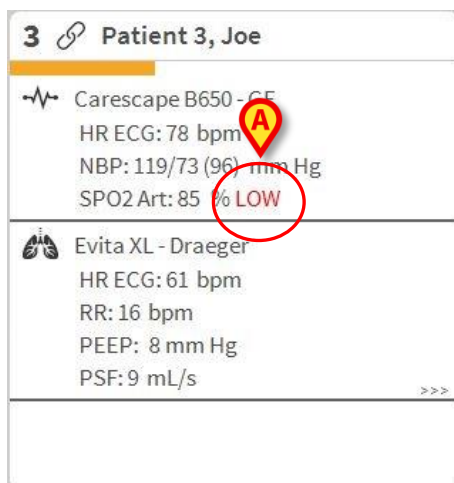 3 Patient 3, Joe
Carescape B650 - GE
A
HR ECG: 78 bpm
NBP: 119/73 (96) mm Hg
SPO2 Art: 85 % LOW
Evita XL - Draeger
HR ECG: 61 bpm
RR: 16 bpm
PEEP: 8 mm Hg
PSF: 9 mL/s
>>>